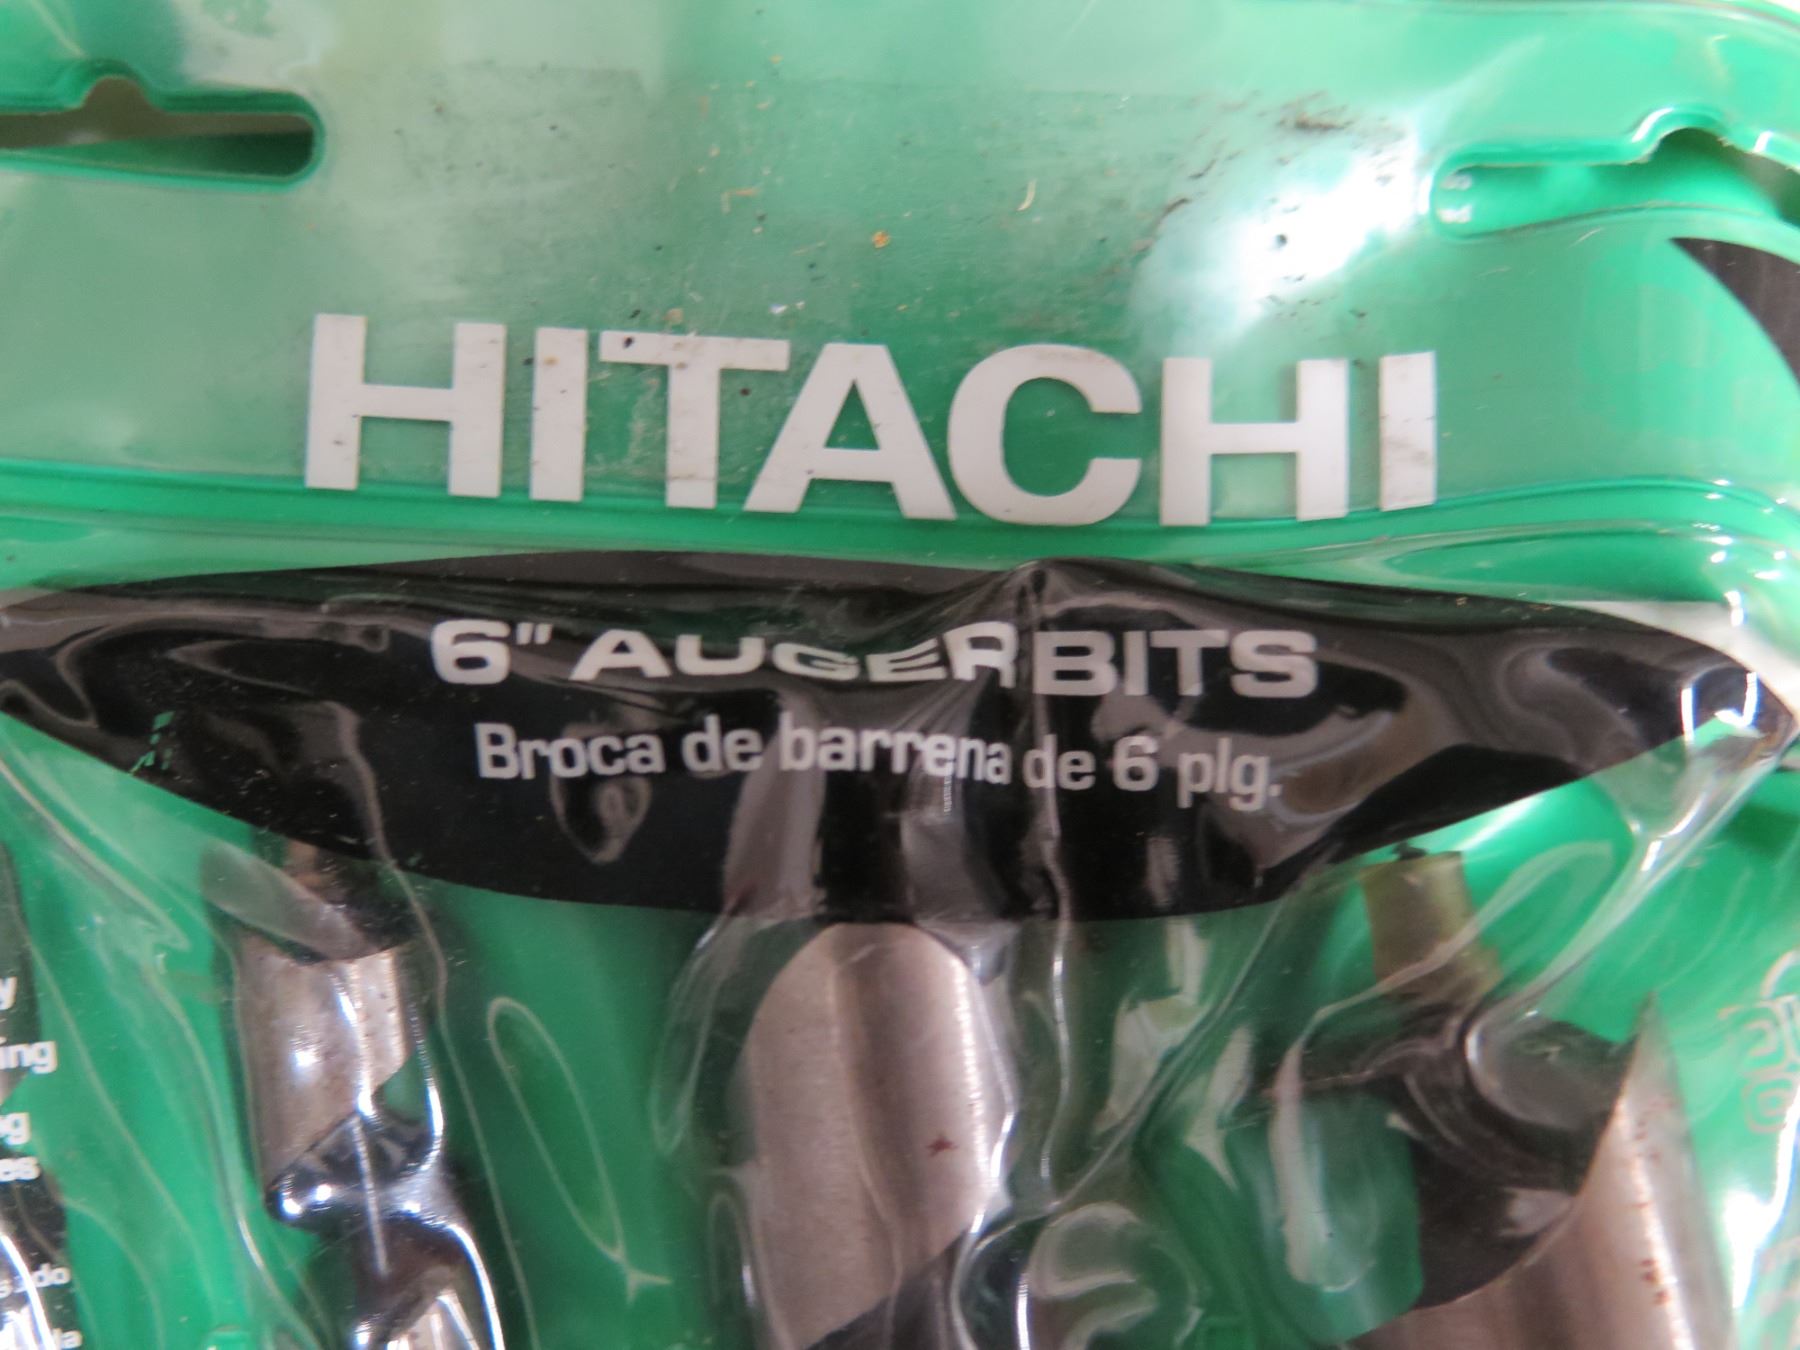 HITACHI
6" AUGER BITS
Broca de barrena de 6 plg.